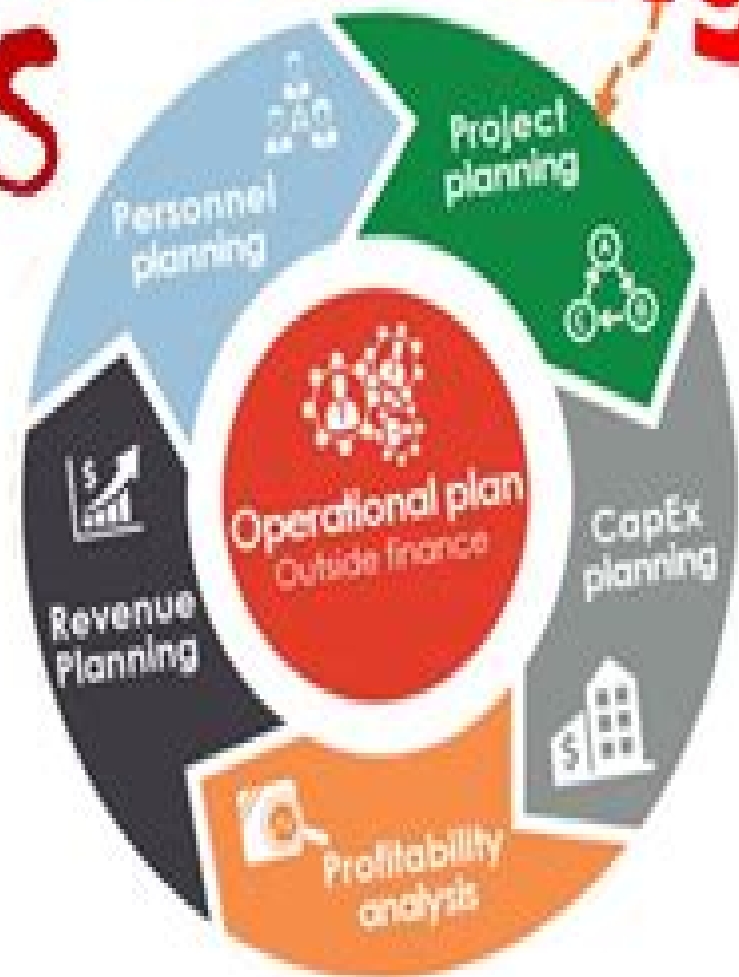 Personnel
planning
Project
planning
CapEx
planning
Profitability
analysis
Revenue
Planning
Operational plan
Outside finance
$
$
A
B
C